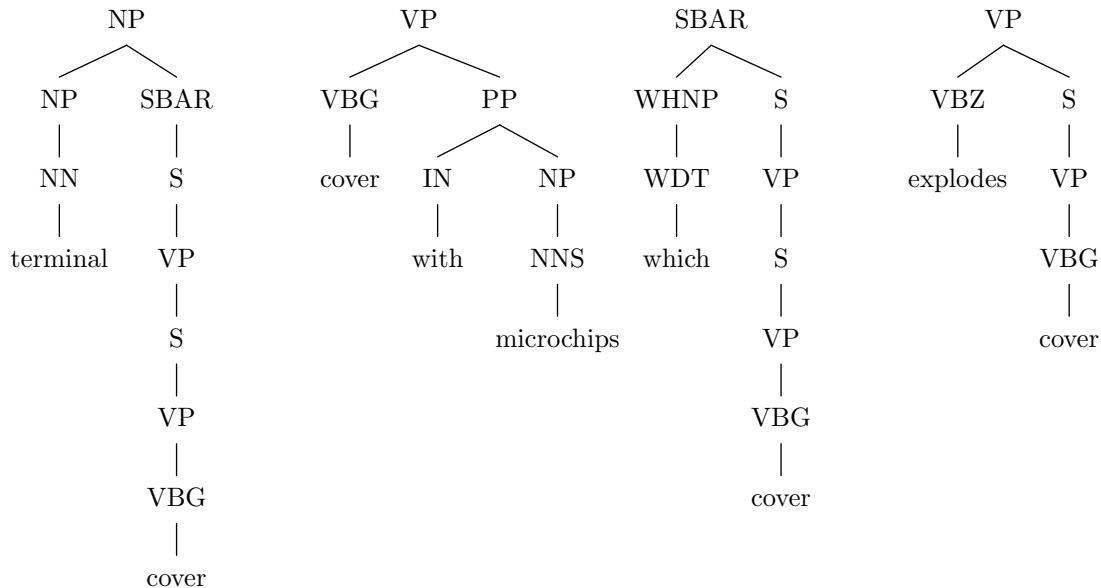 NP VP SBAR VP
NP SBAR VBG PP WHNP S VBZ S
NN S cover IN NP WDT VP explodes VP
terminal VP with NNS which S VBG
S microchips VP cover
VP VBG
VBG cover
cover